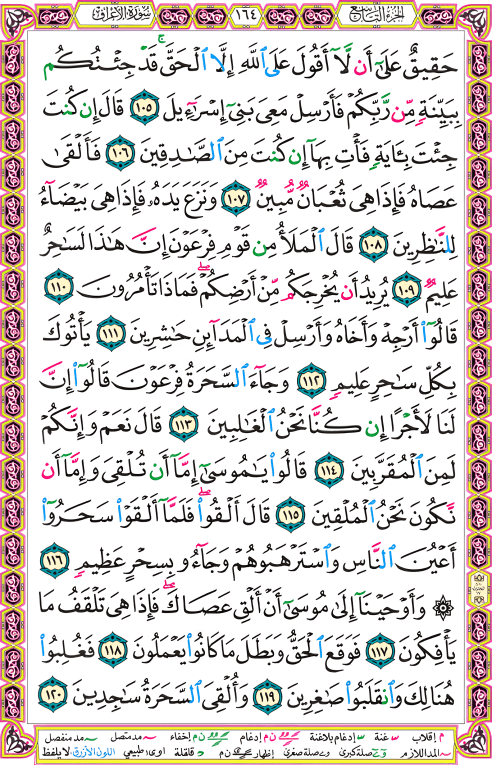 الجزء التاسع ١٦٤ سُورَةُ الأَعْرَافِ
حَقِيقٌ عَلَىٰٓ أَن لَّآ أَقُولَ عَلَى ٱللَّهِ إِلَّا ٱلْحَقَّ ۚ قَدْ جِئْتُكُم
بِبَيِّنَةٍ مِّن رَّبِّكُمْ فَأَرْسِلْ مَعِىَ بَنِىٓ إِسْرَٰٓءِيلَ ١٠٥ قَالَ إِن كُنتَ
جِئْتَ بِـَٔايَةٍ فَأْتِ بِهَآ إِن كُنتَ مِنَ ٱلصَّٰدِقِينَ ١٠٦ فَأَلْقَىٰ
عَصَاهُ فَإِذَا هِىَ ثُعْبَانٌ مُّبِينٌ ١٠٧ وَنَزَعَ يَدَهُۥ فَإِذَا هِىَ بَيْضَآءُ
لِلنَّٰظِرِينَ ١٠٨ قَالَ ٱلْمَلَأُ مِن قَوْمِ فِرْعَوْنَ إِنَّ هَٰذَا لَسَٰحِرٌ
عَلِيمٌ ١٠٩ يُرِيدُ أَن يُخْرِجَكُم مِّنْ أَرْضِكُمْ ۖ فَمَاذَا تَأْمُرُونَ ١١٠
قَالُوٓا۟ أَرْجِهْ وَأَخَاهُ وَأَرْسِلْ فِى ٱلْمَدَآئِنِ حَٰشِرِينَ ١١١ يَأْتُوكَ
بِكُلِّ سَٰحِرٍ عَلِيمٍ ١١٢ وَجَآءَ ٱلسَّحَرَةُ فِرْعَوْنَ قَالُوٓا۟ إِنَّ
لَنَا لَأَجْرًا إِن كُنَّا نَحْنُ ٱلْغَٰلِبِينَ ١١٣ قَالَ نَعَمْ وَإِنَّكُمْ
لَمِنَ ٱلْمُقَرَّبِينَ ١١٤ قَالُوا۟ يَٰمُوسَىٰٓ إِمَّآ أَن تُلْقِىَ وَإِمَّآ أَن
نَّكُونَ نَحْنُ ٱلْمُلْقِينَ ١١٥ قَالَ أَلْقُوا۟ ۖ فَلَمَّآ أَلْقَوْا۟ سَحَرُوٓا۟
أَعْيُنَ ٱلنَّاسِ وَٱسْتَرْهَبُوهُمْ وَجَآءُو بِسِحْرٍ عَظِيمٍ ١١٦
۞ وَأَوْحَيْنَآ إِلَىٰ مُوسَىٰٓ أَنْ أَلْقِ عَصَاكَ ۖ فَإِذَا هِىَ تَلْقَفُ مَا
يَأْفِكُونَ ١١٧ فَوَقَعَ ٱلْحَقُّ وَبَطَلَ مَا كَانُوا۟ يَعْمَلُونَ ١١٨ فَغُلِبُوا۟
هُنَالِكَ وَٱنقَلَبُوا۟ صَٰغِرِينَ ١١٩ وَأُلْقِىَ ٱلسَّحَرَةُ سَٰجِدِينَ ١٢٠
م إقلاب س غنة س إدغام بلاغنة ن م إدغام ن م إخفاء مد متصل مد منفصل
المد اللازم صلة كبرى صلة صغرى إظهار قلقلة اوى طبيعي اللون الأزرق لا يلفظ